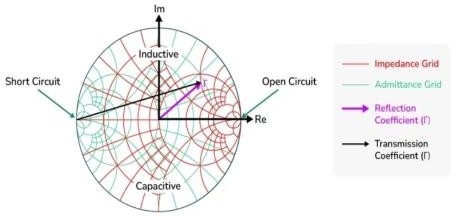 Im
Inductive
Short Circuit
Γ
Open Circuit
Re
Capacitive
Impedance Grid
Admittance Grid
Reflection
Coefficient (Γ)
Transmission
Coefficient (Γ)